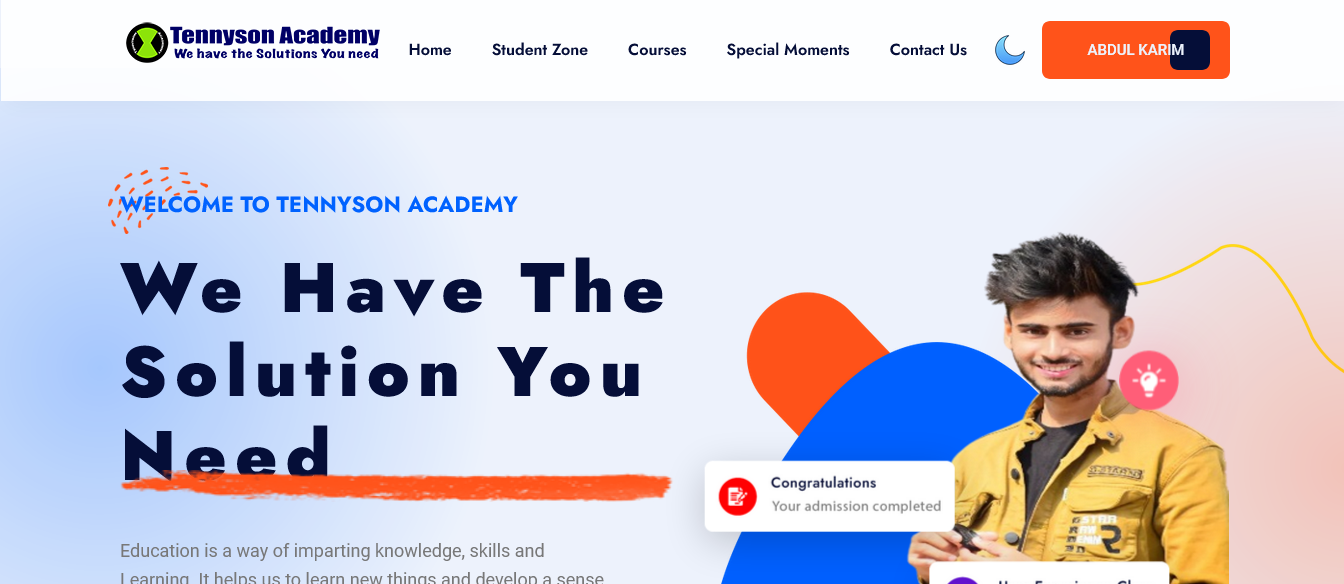 Tennyson Academy
We have the Solutions You need
Home
Student Zone
Courses
Special Moments
Contact Us
ABDUL KARIM
WELCOME TO TENNYSON ACADEMY
We Have The
Solution You
Need
Education is a way of imparting knowledge, skills and
Learning. It helps us to learn new things and develop a sense
Congratulations
Your admission completed